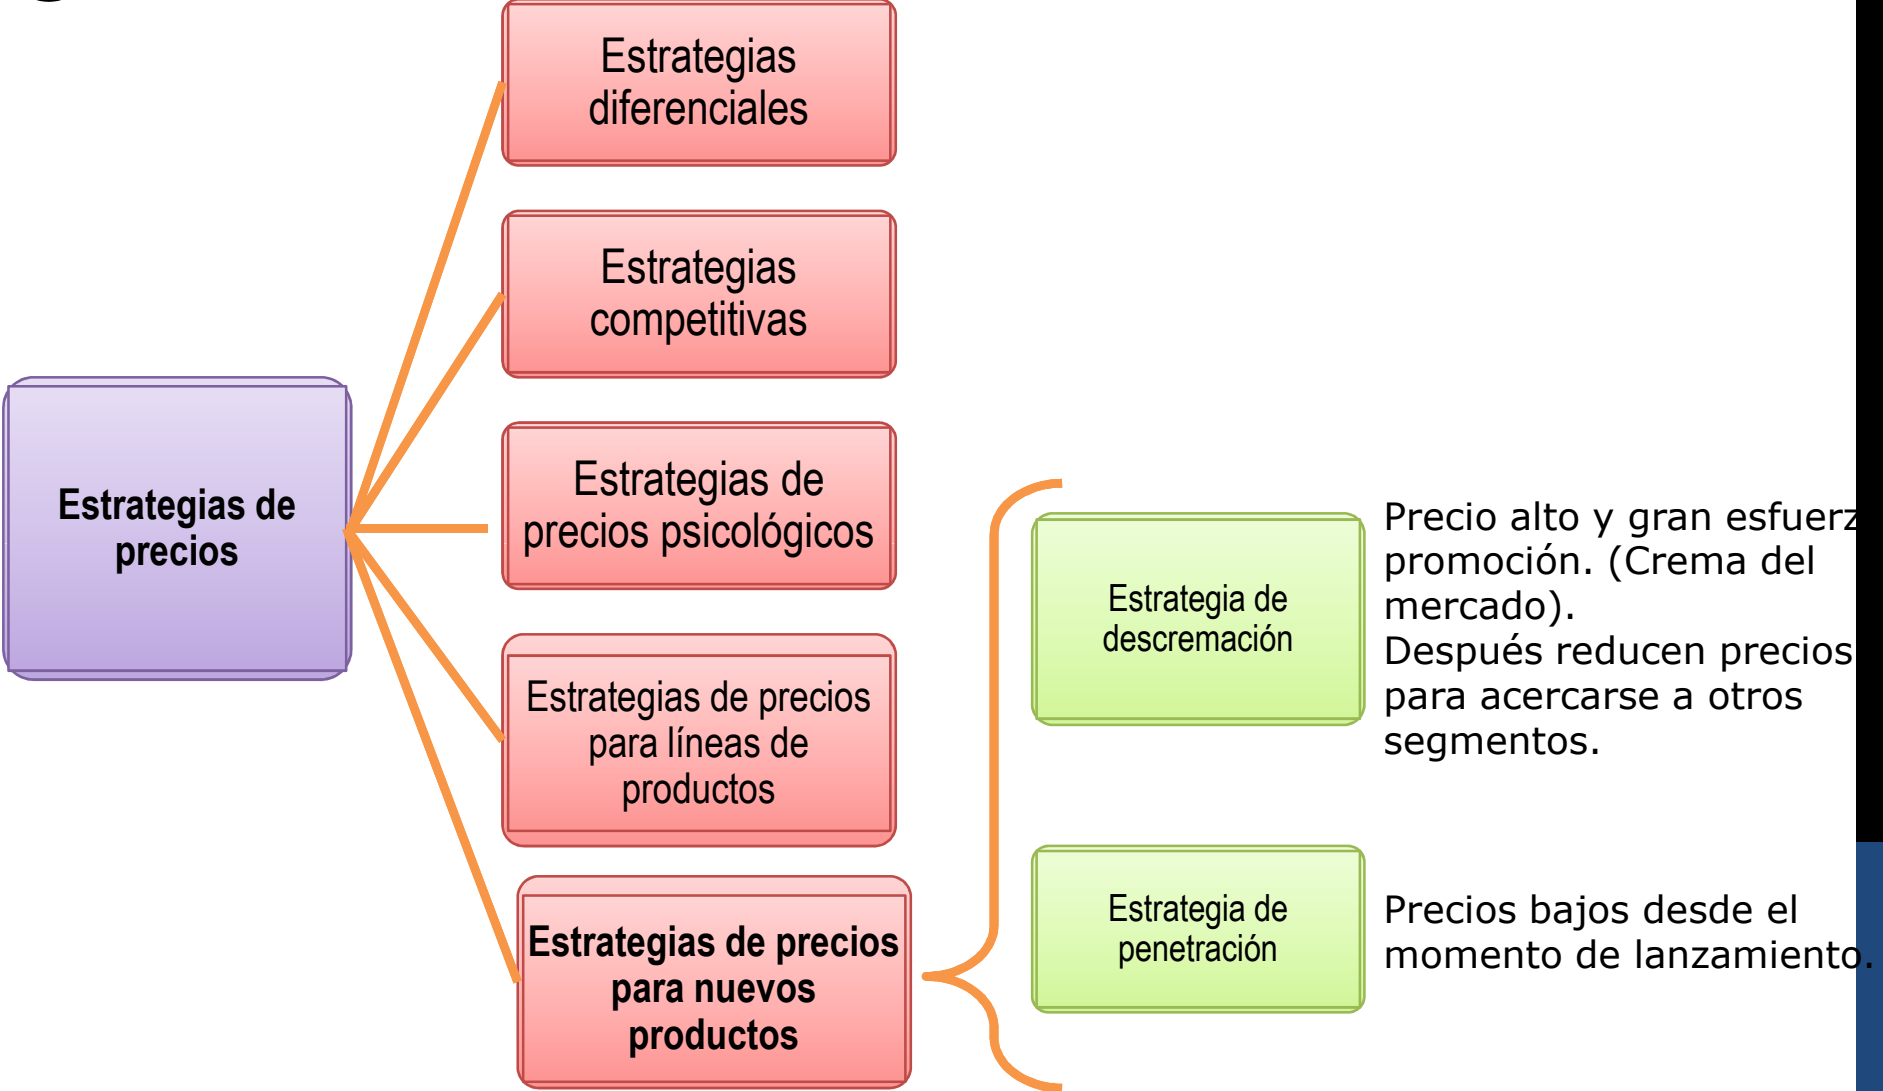 Estrategias
diferenciales
Estrategias
competitivas
Estrategias de
precios
Estrategias de
precios psicológicos
Estrategias de precios
para líneas de
productos
Estrategias de precios
para nuevos
productos
Estrategia de
descremación
Precio alto y gran
promoción. (Crema del
mercado).
Después reducen precios
para acercarse a otros
segmentos.
Estrategia de
penetración
Precios bajos desde el
momento de lanzamiento.